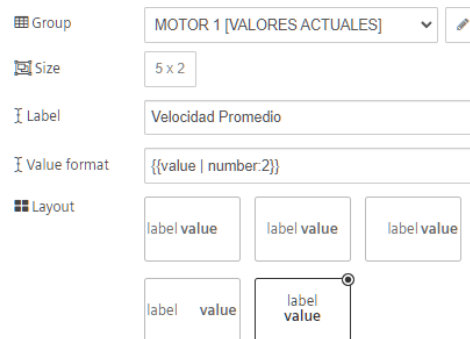 Group
MOTOR 1 [VALORES ACTUALES]
Size
5 x 2
Label
Velocidad Promedio
Value format
{{value | number:2}}
Layout
label value
label value
label value
label value
label
value